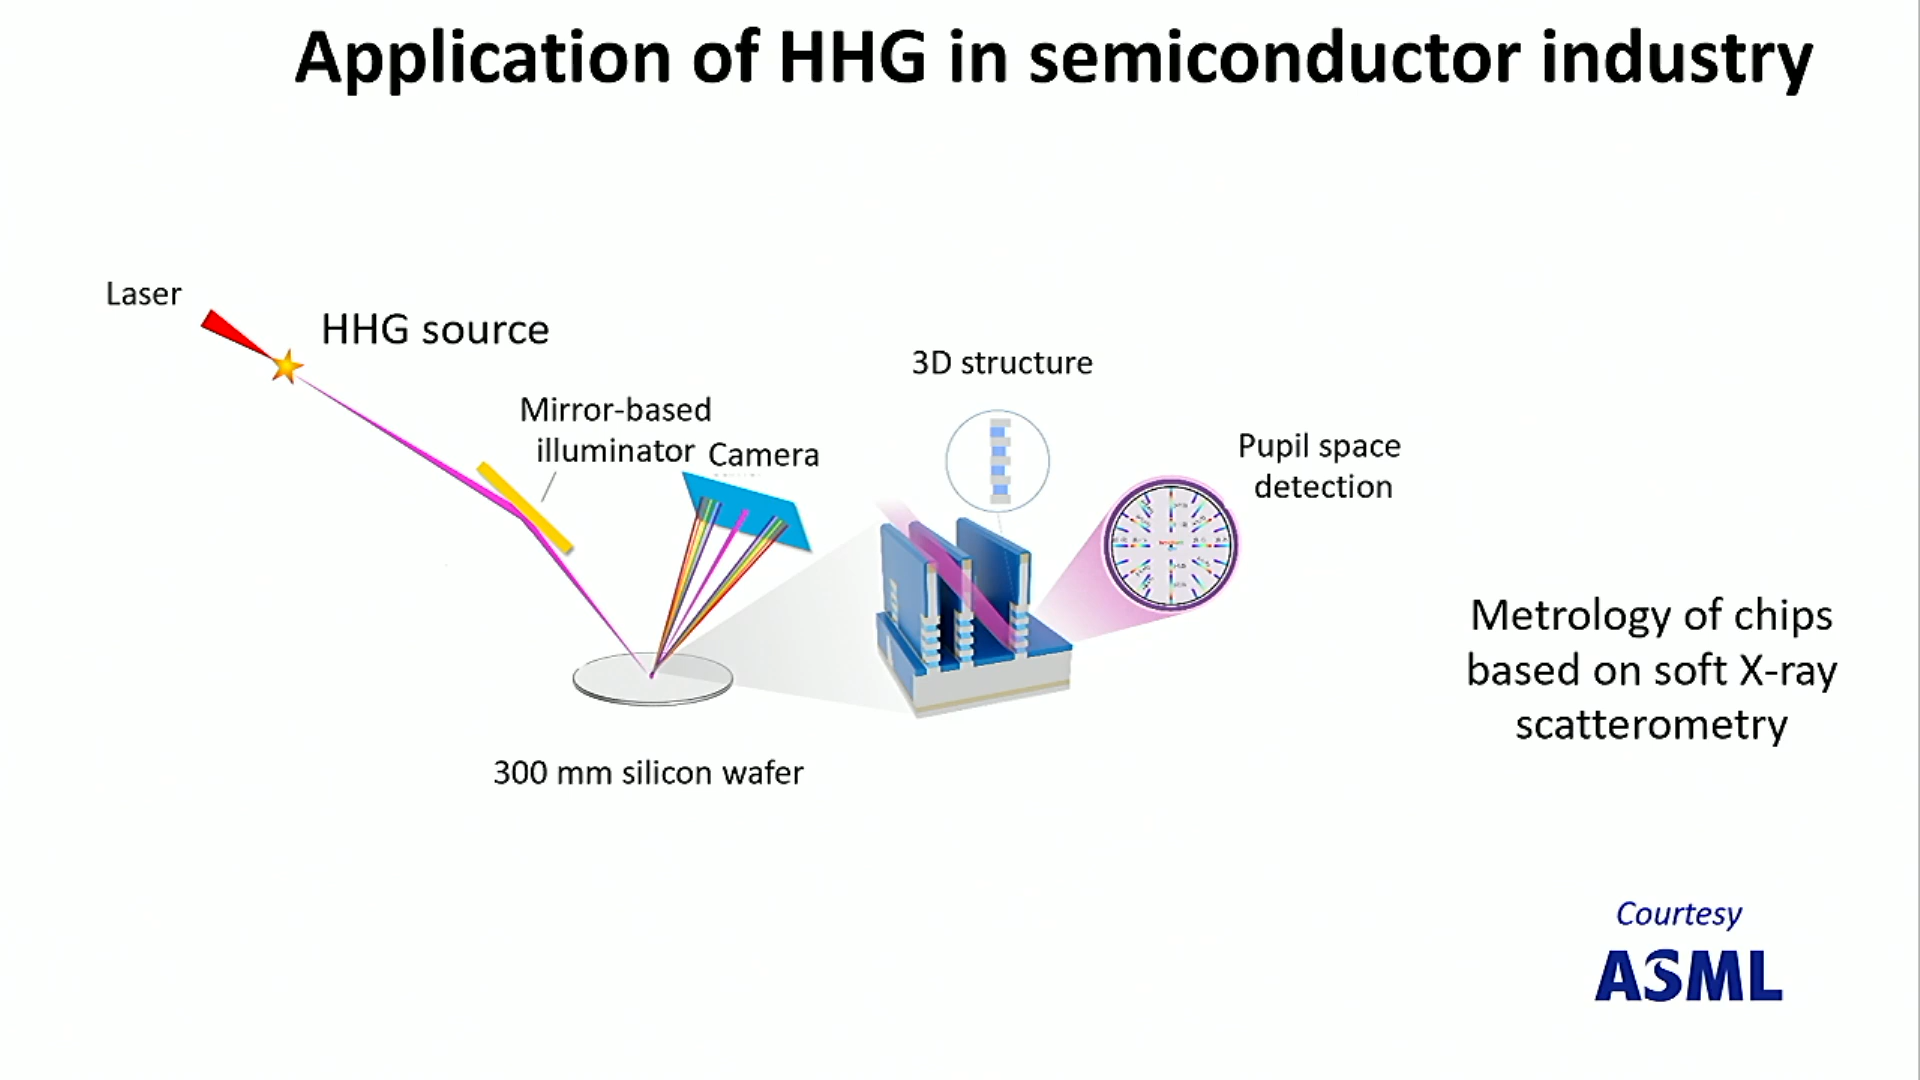 Application of HHG in semiconductor industry
Laser
HHG source
Mirror-based
illuminator
Camera
3D structure
Pupil space
detection
300 mm silicon wafer
Metrology of chips
based on soft X-ray
scatterometry
Courtesy
ASML